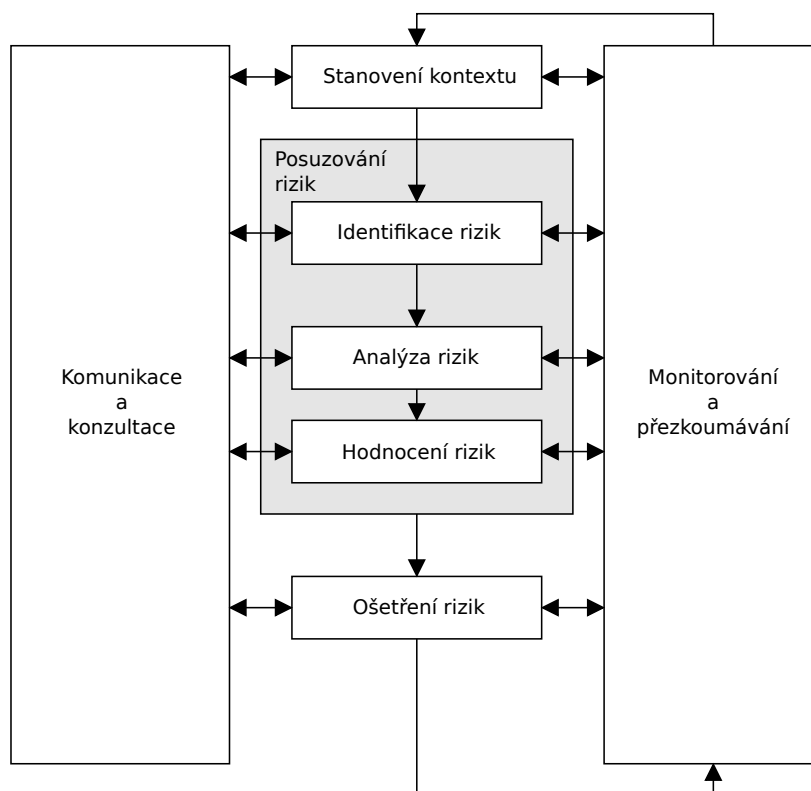 Stanovení kontextu
Posuzování
rizik
Identifikace rizik
Analýza rizik
Hodnocení rizik
Ošetření rizik
Komunikace
a
konzultace
Monitorování
a
přezkoumávání